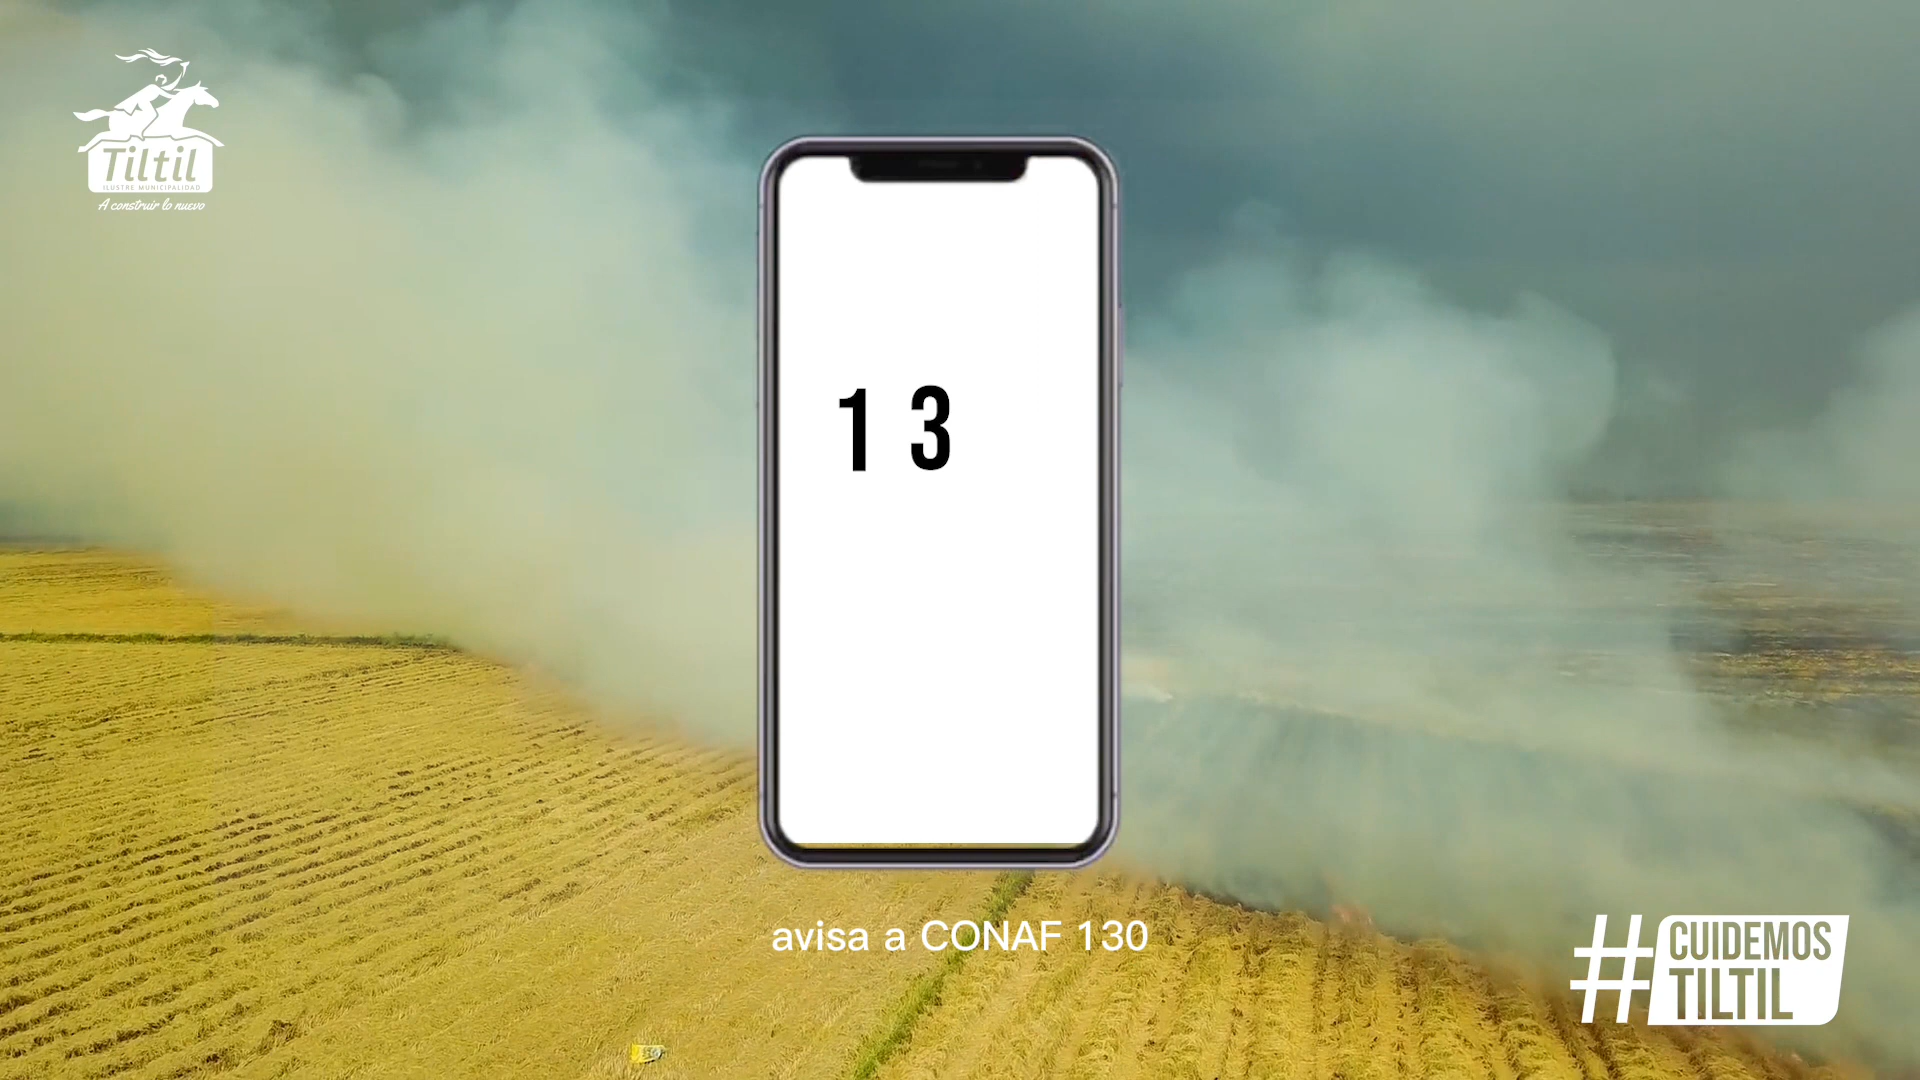 Tiltil
ILUSTRE MUNICIPALIDAD
A construir lo nuevo
1 3
avisa a CONAF 130
#CUIDEMOS
TILTIL